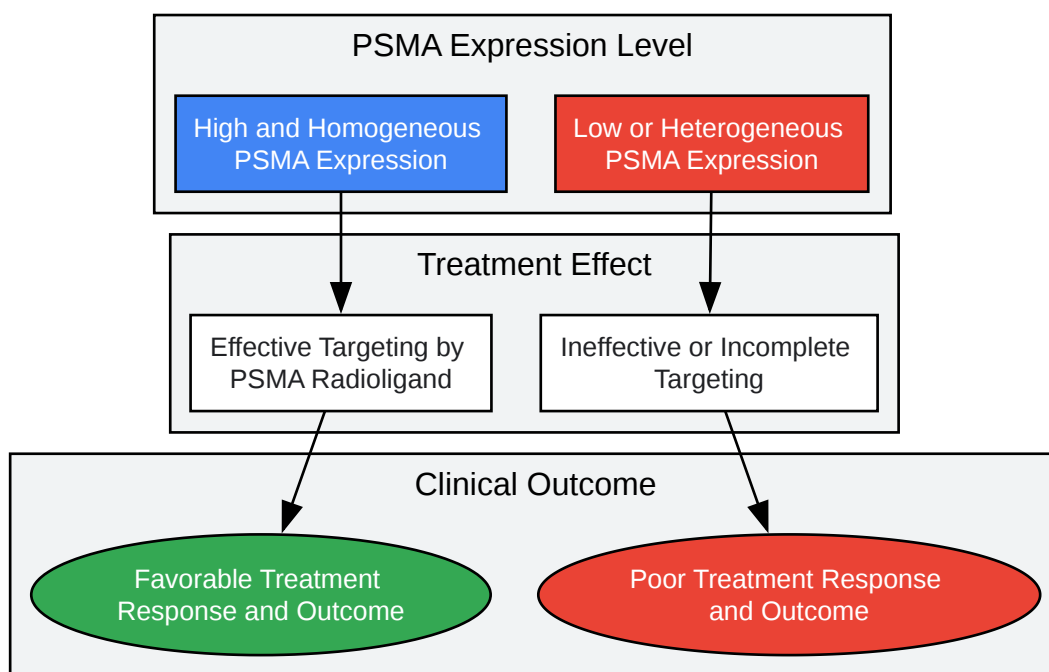 PSMA Expression Level
High and Homogeneous
PSMA Expression
Low or Heterogeneous
PSMA Expression
Treatment Effect
Effective Targeting by
PSMA Radioligand
Ineffective or Incomplete
Targeting
Clinical Outcome
Favorable Treatment
Response and Outcome
Poor Treatment Response
and Outcome